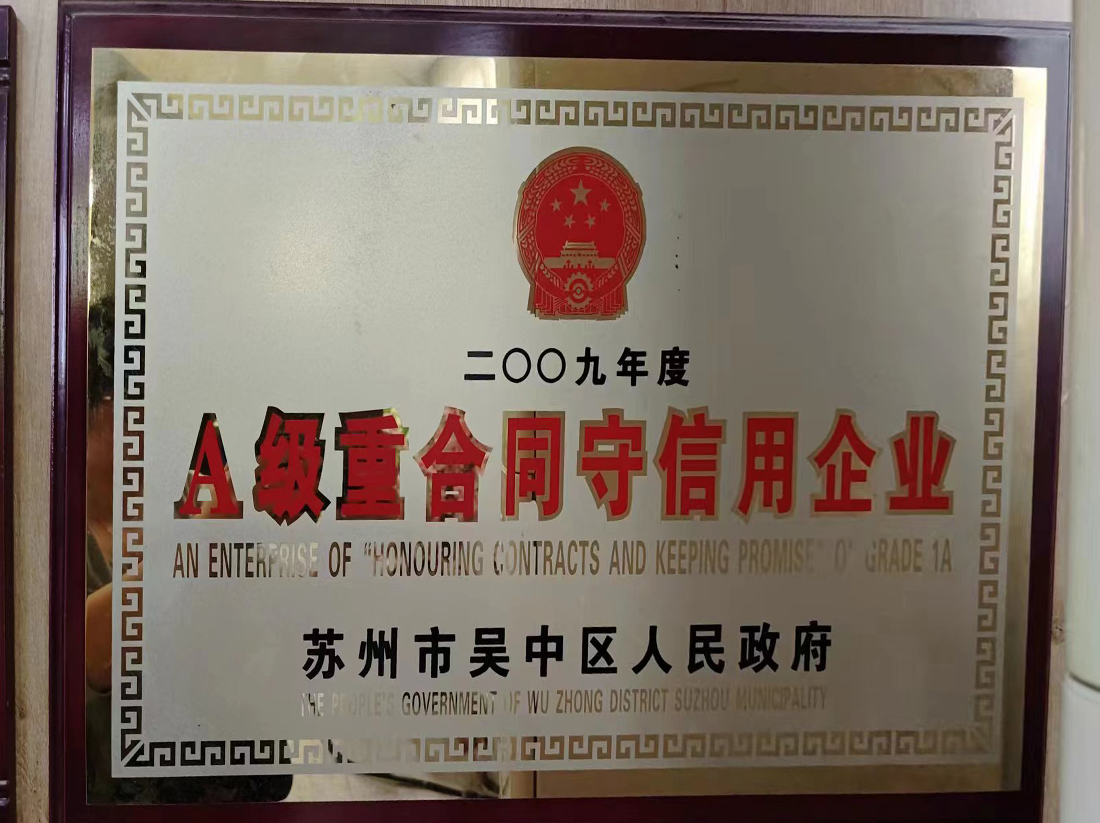 二〇〇九年度
A级重合同守信用企业
AN ENTERPRISE OF "HONOURING CONTRACTS AND KEEPING PROMISE" O" GRADE 1A
苏州市吴中区人民政府
THE PEOPLE'S GOVERNMENT OF WU ZHONG DISTRICT SUZHOU MUNICIPALITY